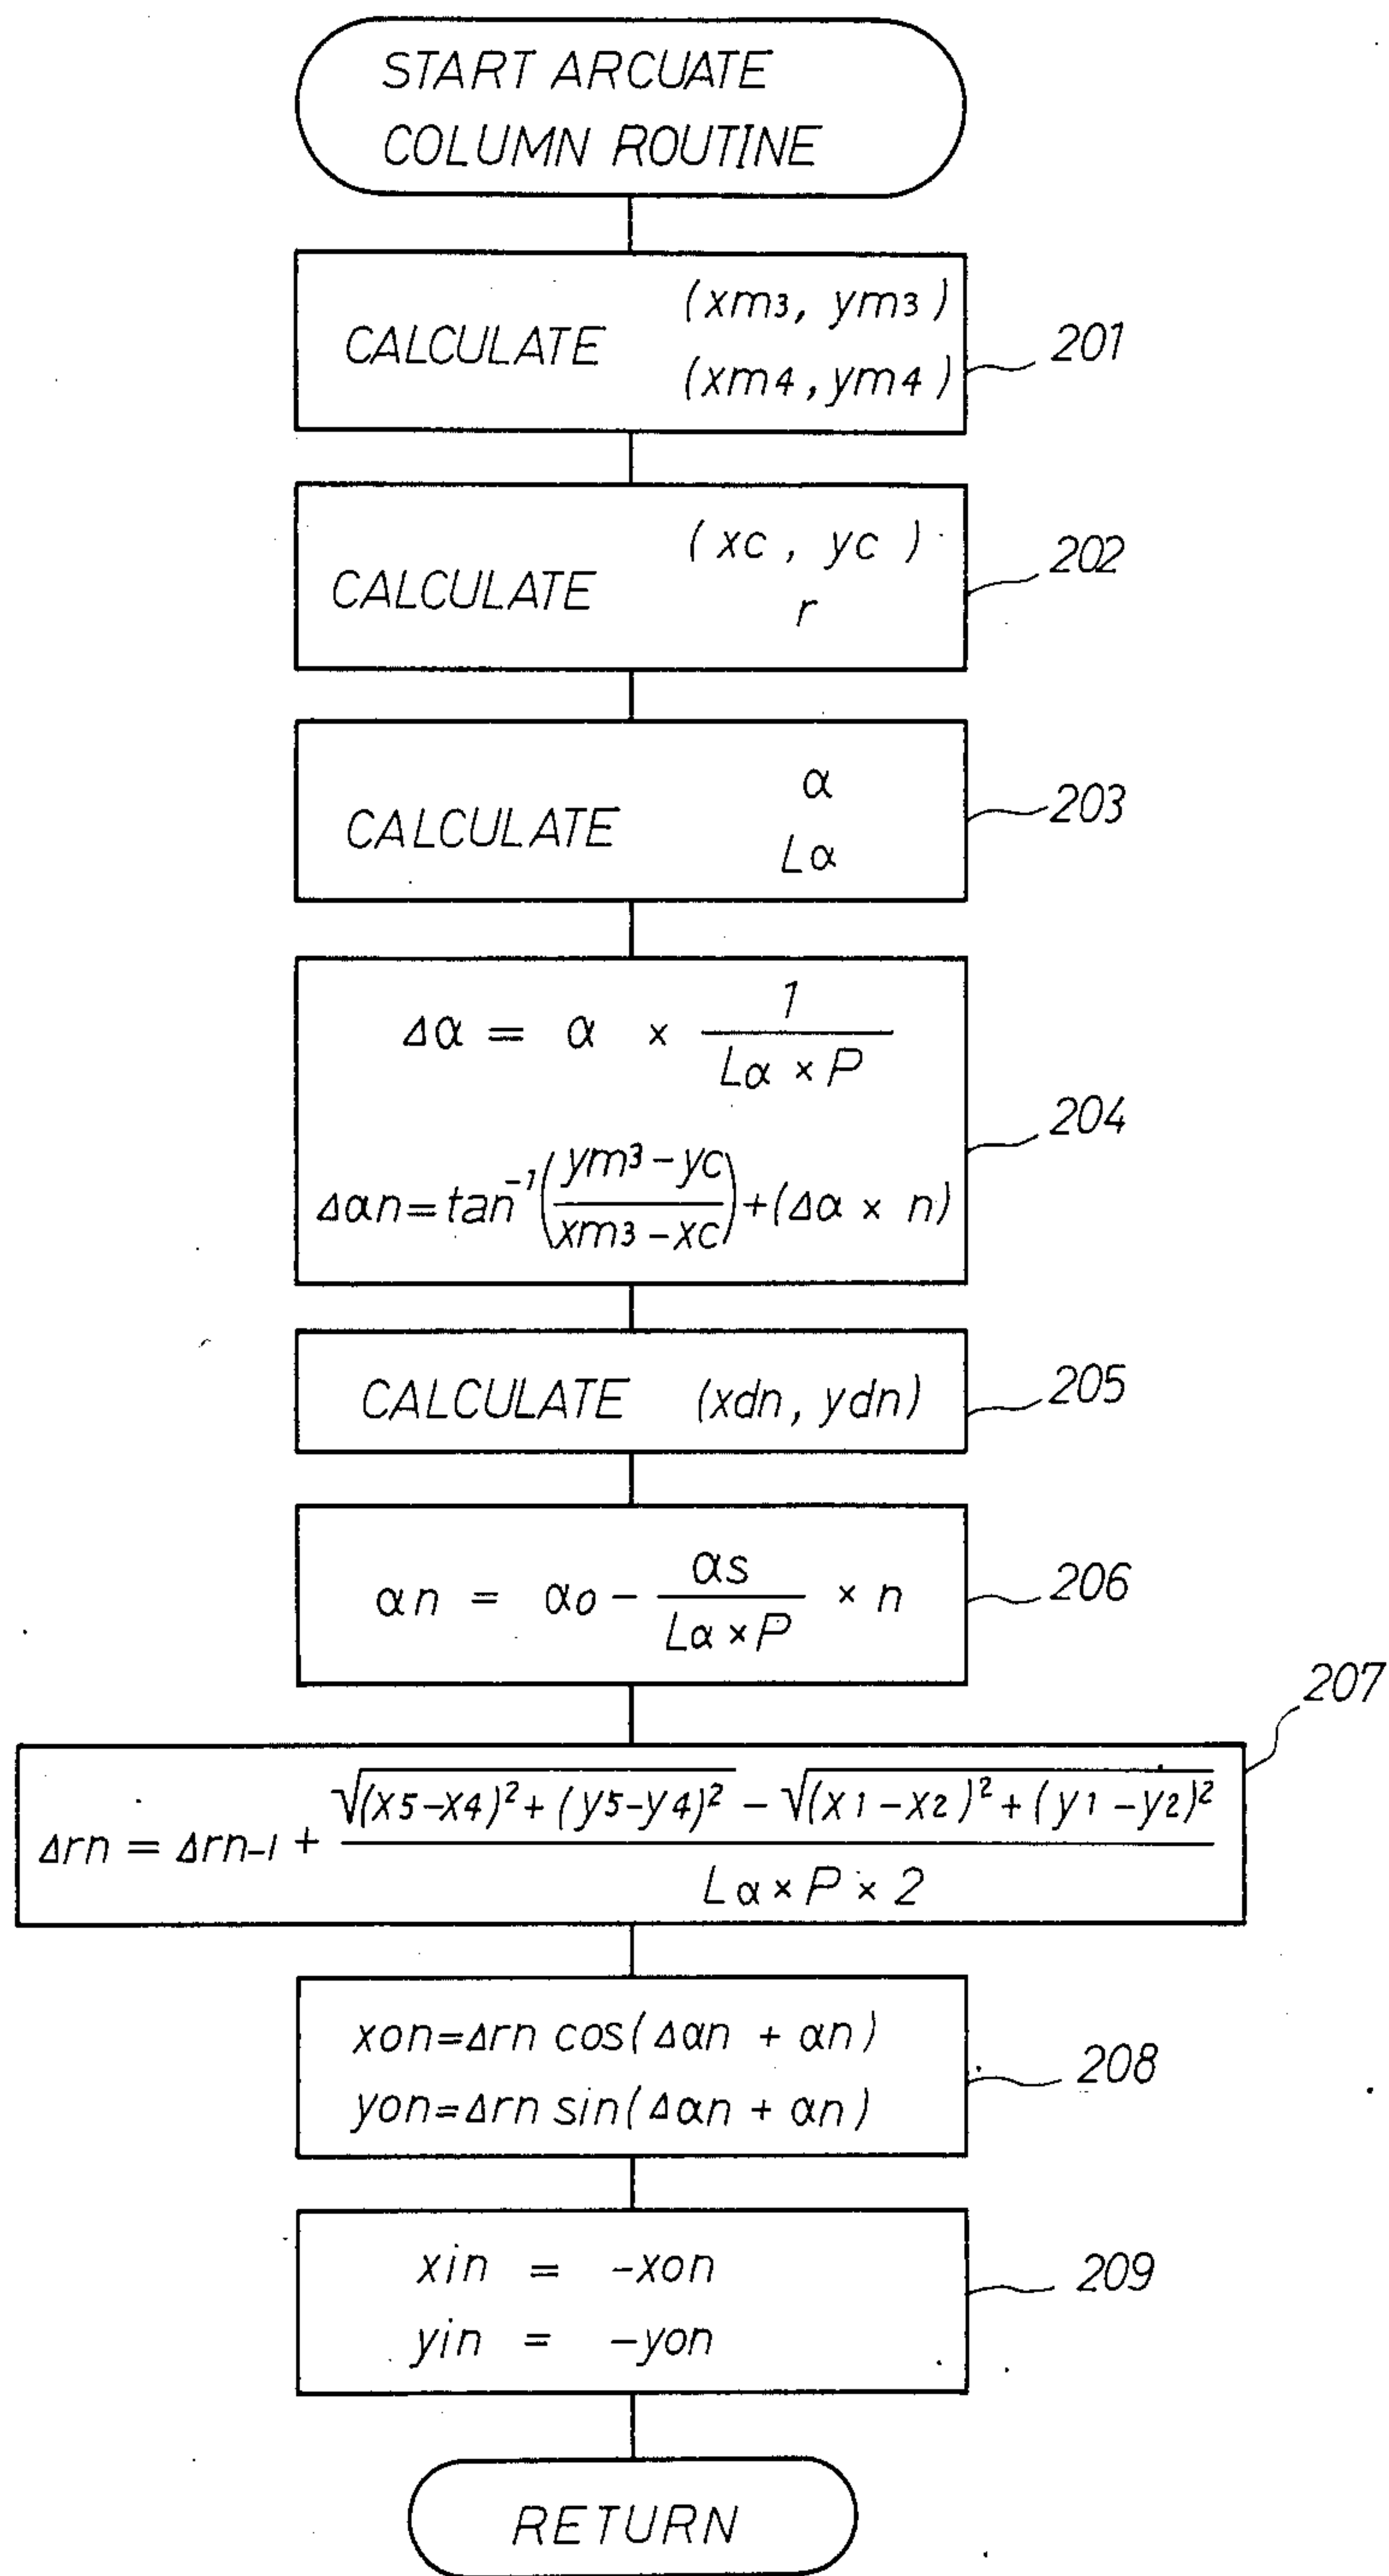 START ARCUATE
COLUMN ROUTINE
CALCULATE (xm3, ym3)
(xm4, ym4)
201
CALCULATE (xc, yc)
r
202
CALCULATE α
Lα
203
Δα = α × 1 / (Lα × P)
Δαn = tan⁻¹((ym3 − yc) / (xm3 − xc)) + (Δα × n)
204
CALCULATE (xdn, ydn)
205
αn = αo − αs / (Lα × P) × n
206
207
Δrn = Δrn-1 + (√((x5−x4)² + (y5−y4)²) − √((x1−x2)² + (y1−y2)²)) / (Lα × P × 2)
xon=Δrn cos(Δαn + αn)
yon=Δrn sin(Δαn + αn)
208
xin = -xon
yin = -yon
209
RETURN